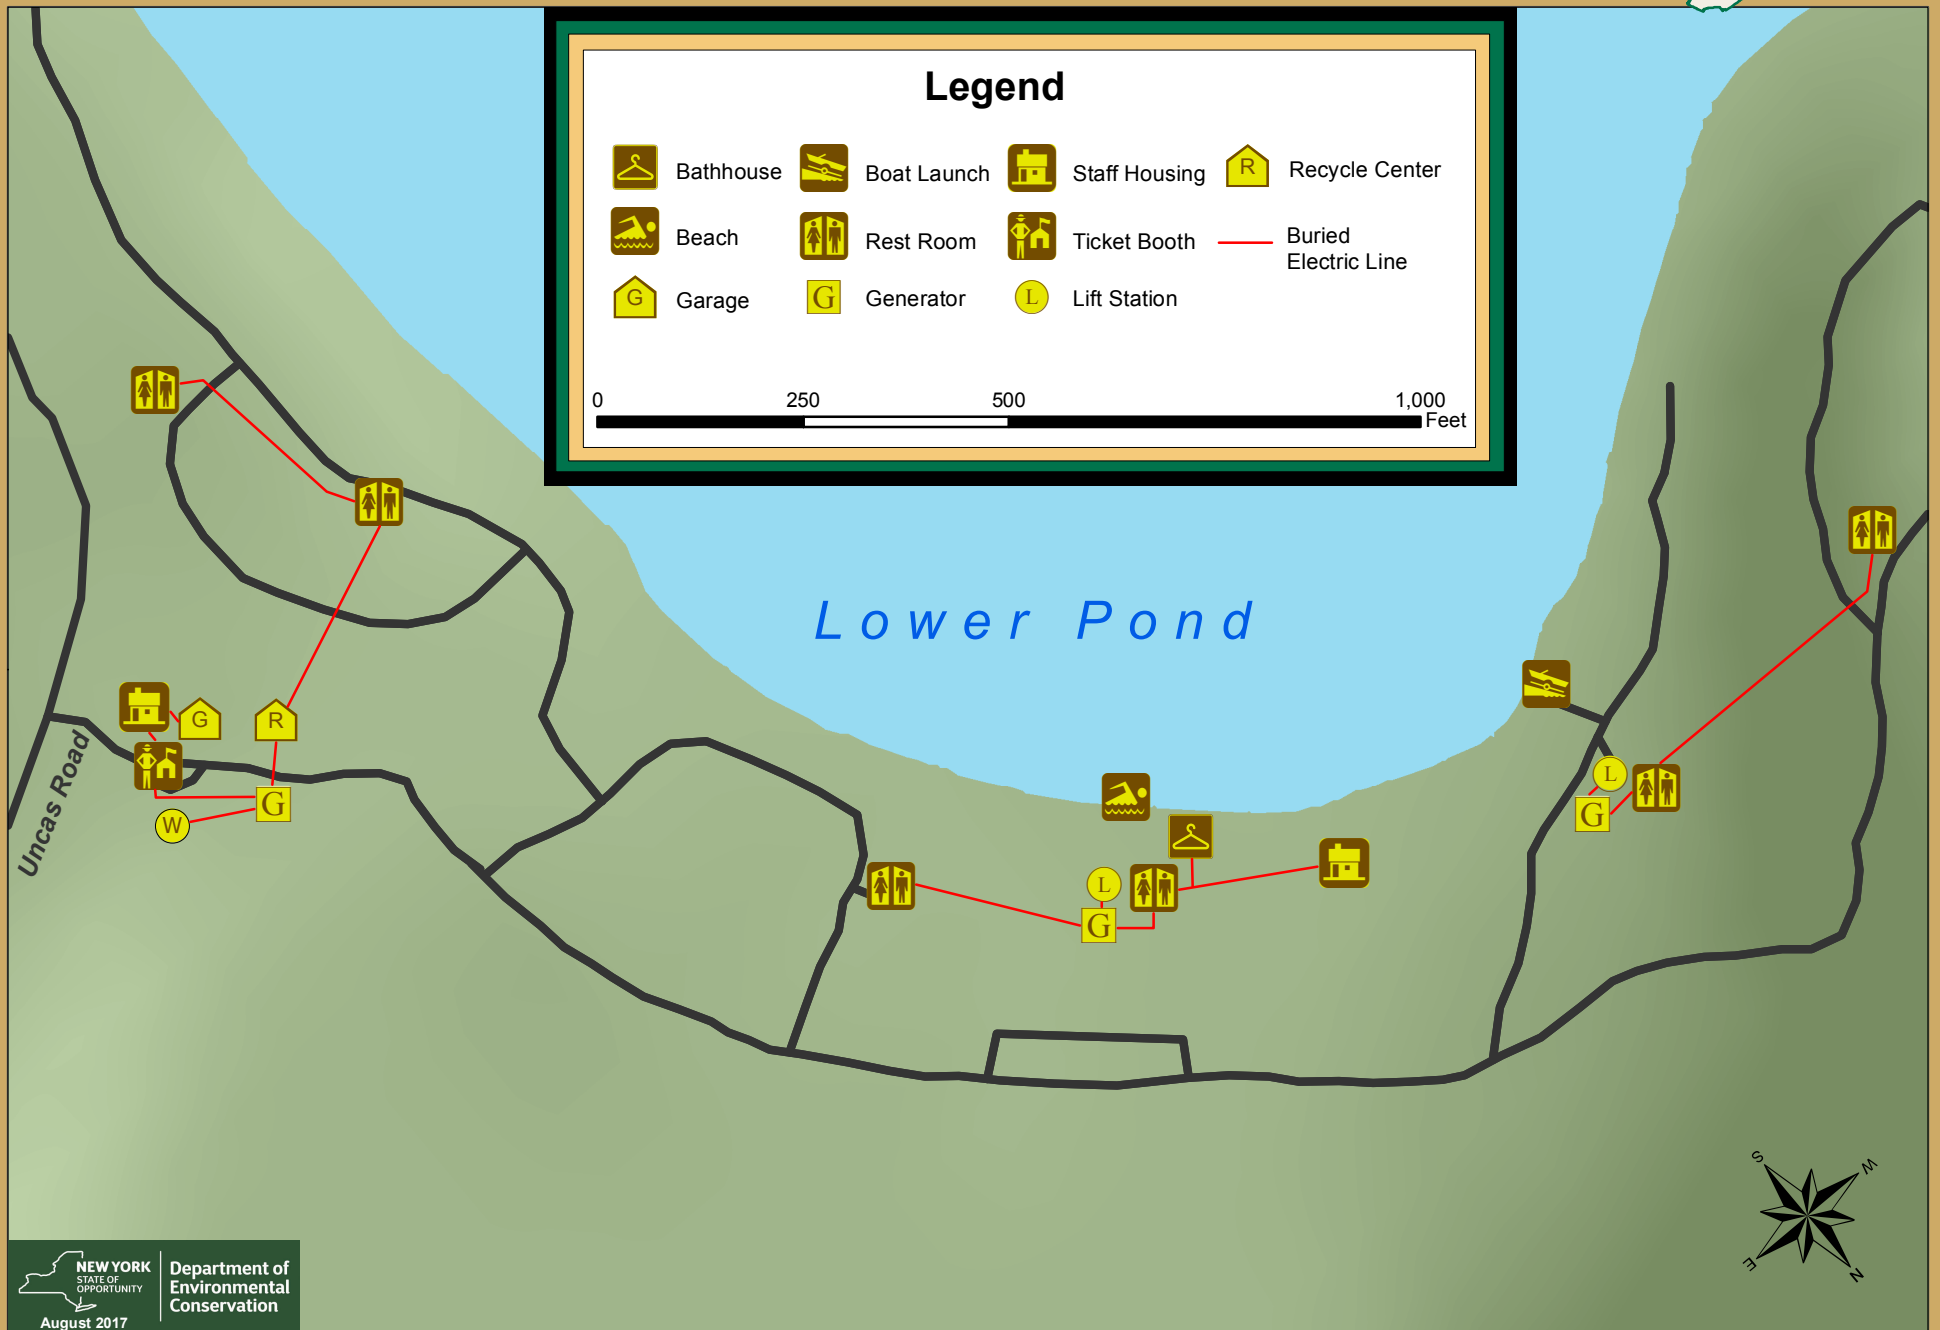 Legend
Bathhouse
Boat Launch
Staff Housing
R
Recycle Center
Beach
Rest Room
Ticket Booth
Buried
Electric Line
G
Garage
G
Generator
L
Lift Station
0
250
500
1,000
Feet
Lower Pond
G
R
G
W
Uncas Road
L
G
L
G
S
W
E
N
NEW YORK
STATE OF
OPPORTUNITY
Department of
Environmental
Conservation
August 2017